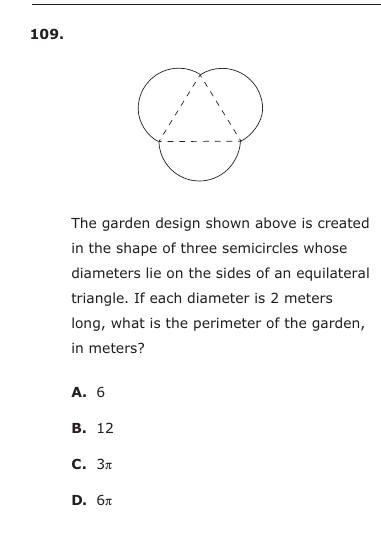 109.
The garden design shown above is created
in the shape of three semicircles whose
diameters lie on the sides of an equilateral
triangle. If each diameter is 2 meters
long, what is the perimeter of the garden,
in meters?
A. 6
B. 12
C. 3π
D. 6π